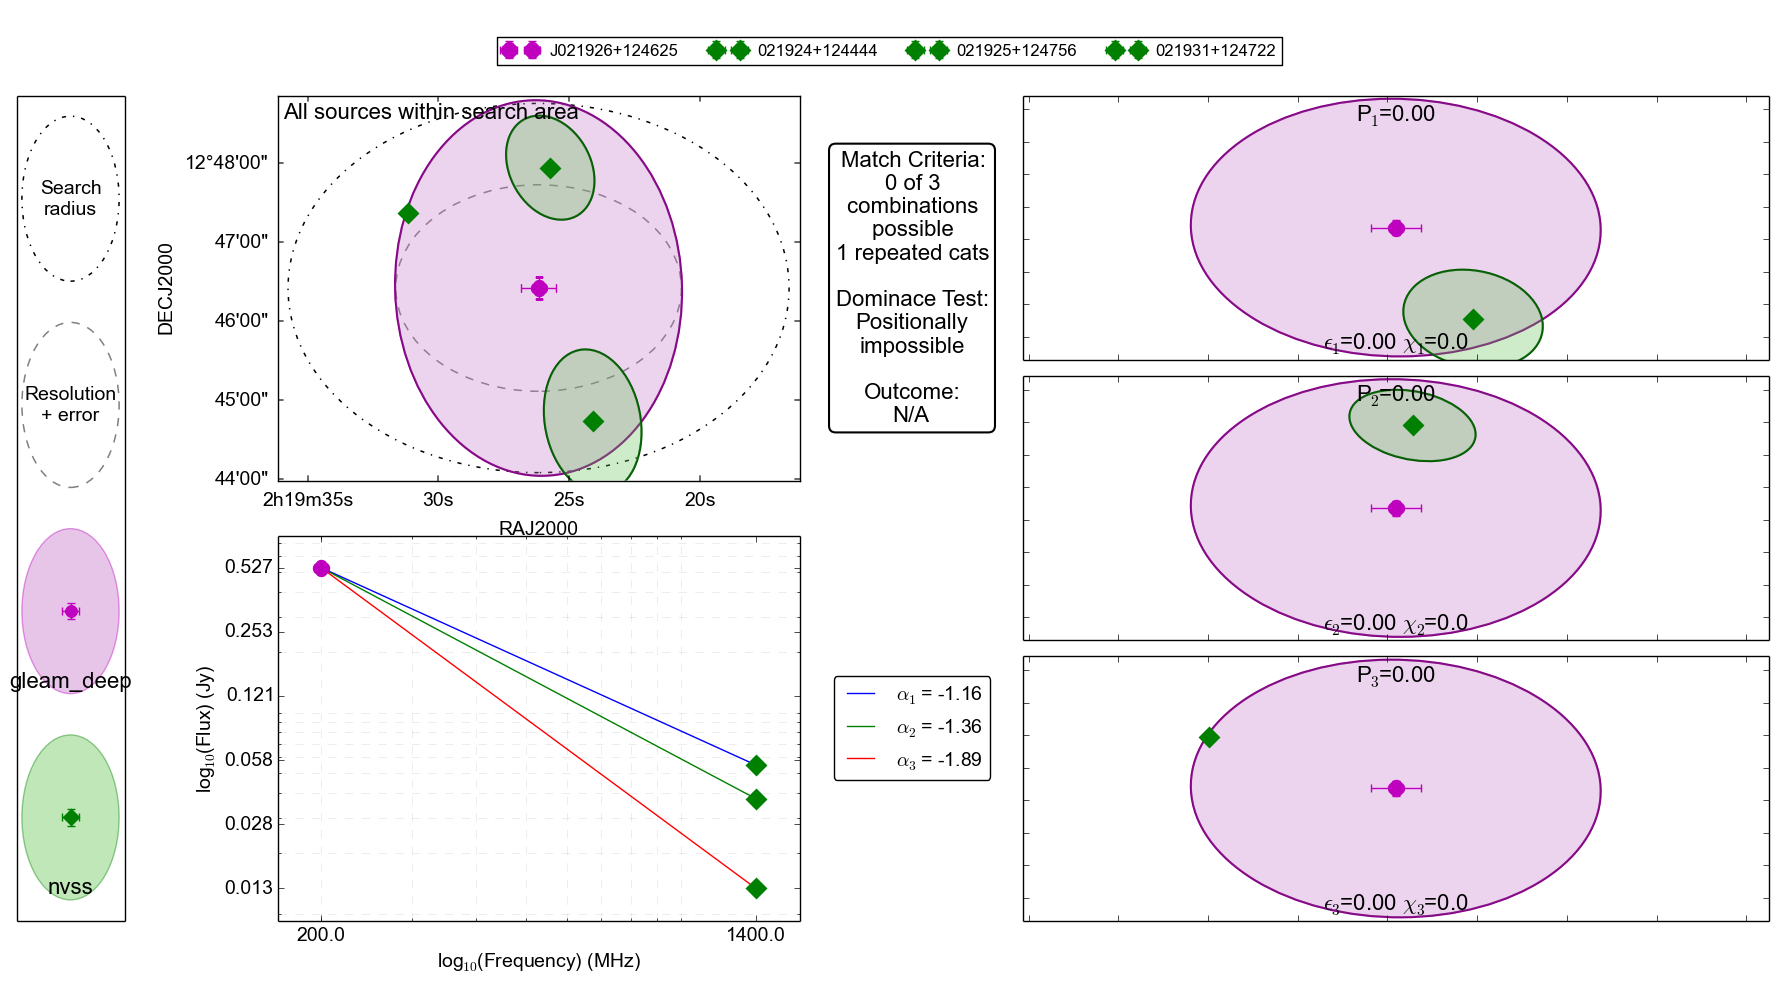 J021926+124625 021924+124444 021925+124756 021931+124722
Search
radius
Resolution
+ error
gleam_deep
nvss
All sources within search area
12°48'00"
47'00"
46'00"
45'00"
44'00"
DECJ2000
2h19m35s 30s 25s 20s
RAJ2000
0.527
0.253
0.121
0.058
0.028
0.013
log10(Flux) (Jy)
200.0 1400.0
log10(Frequency) (MHz)
Match Criteria:
0 of 3
combinations
possible
1 repeated cats
Dominace Test:
Positionally
impossible
Outcome:
N/A
α1 = -1.16
α2 = -1.36
α3 = -1.89
P1=0.00
ϵ1=0.00 χ1=0.0
P2=0.00
ϵ2=0.00 χ2=0.0
P3=0.00
ϵ3=0.00 χ3=0.0